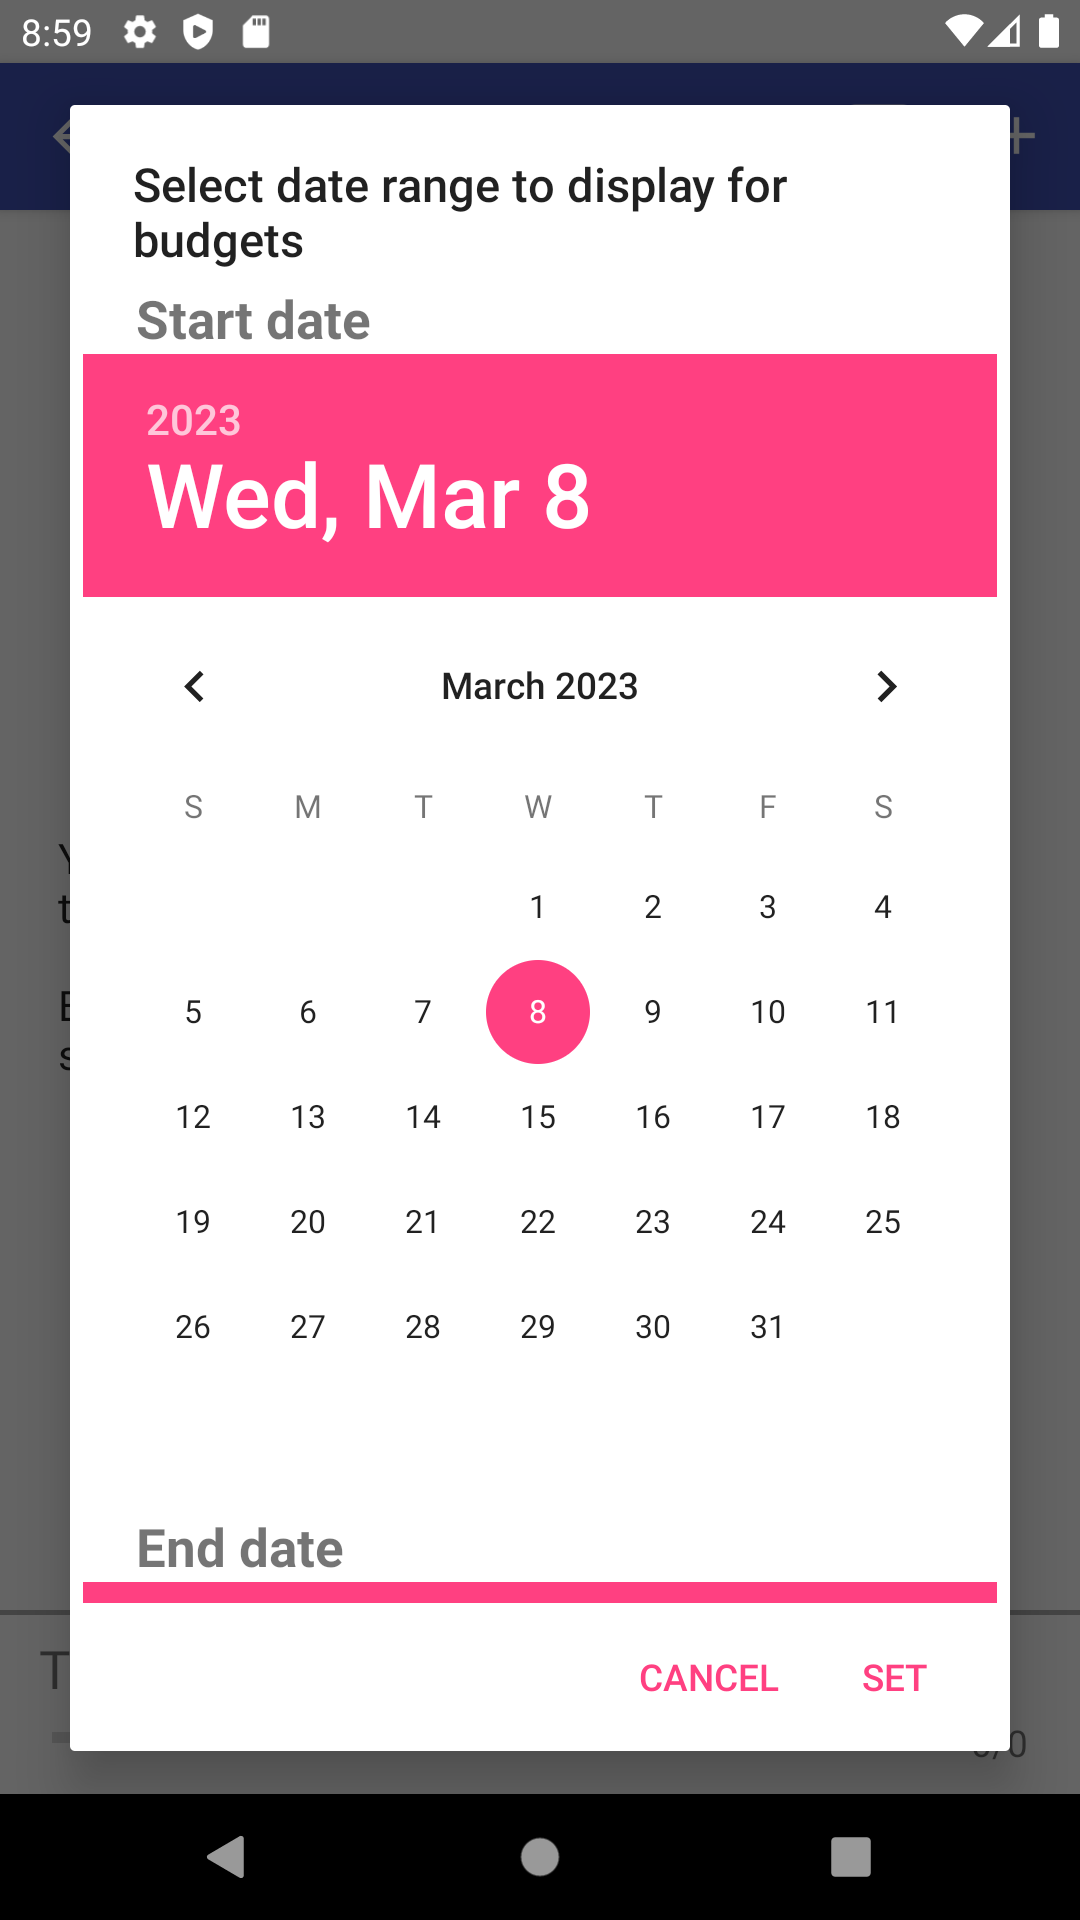 8:59
Select date range to display for
budgets
Start date
2023
Wed, Mar 8
March 2023
S M T W T F S
1 2 3 4
5 6 7 8 9 10 11
12 13 14 15 16 17 18
19 20 21 22 23 24 25
26 27 28 29 30 31
End date
CANCEL SET